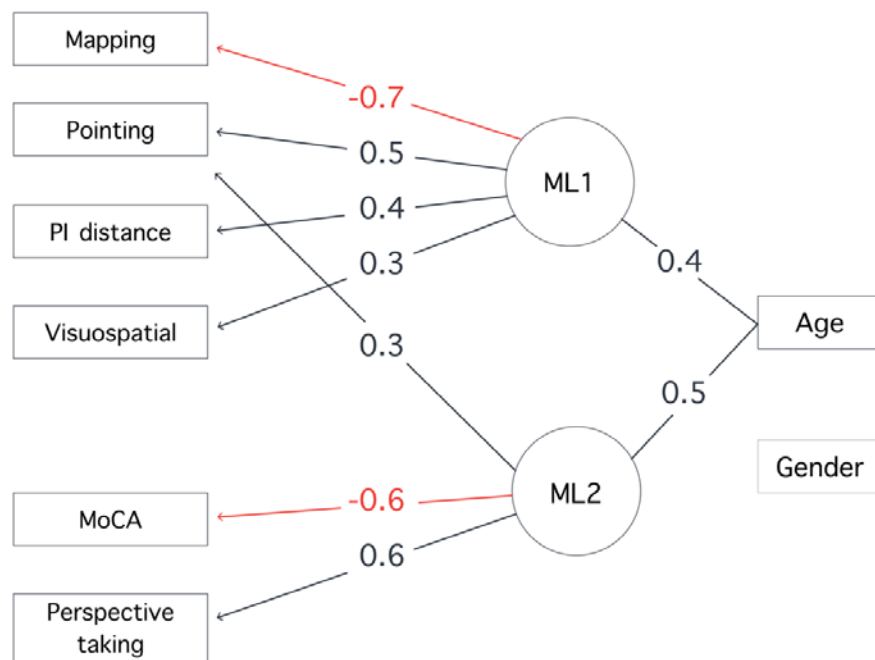 Mapping
-0.7
Pointing
0.5
ML1
PI distance
0.4
0.3
0.4
Visuospatial
Age
0.3
0.5
Gender
MoCA
-0.6
ML2
0.6
Perspective
taking